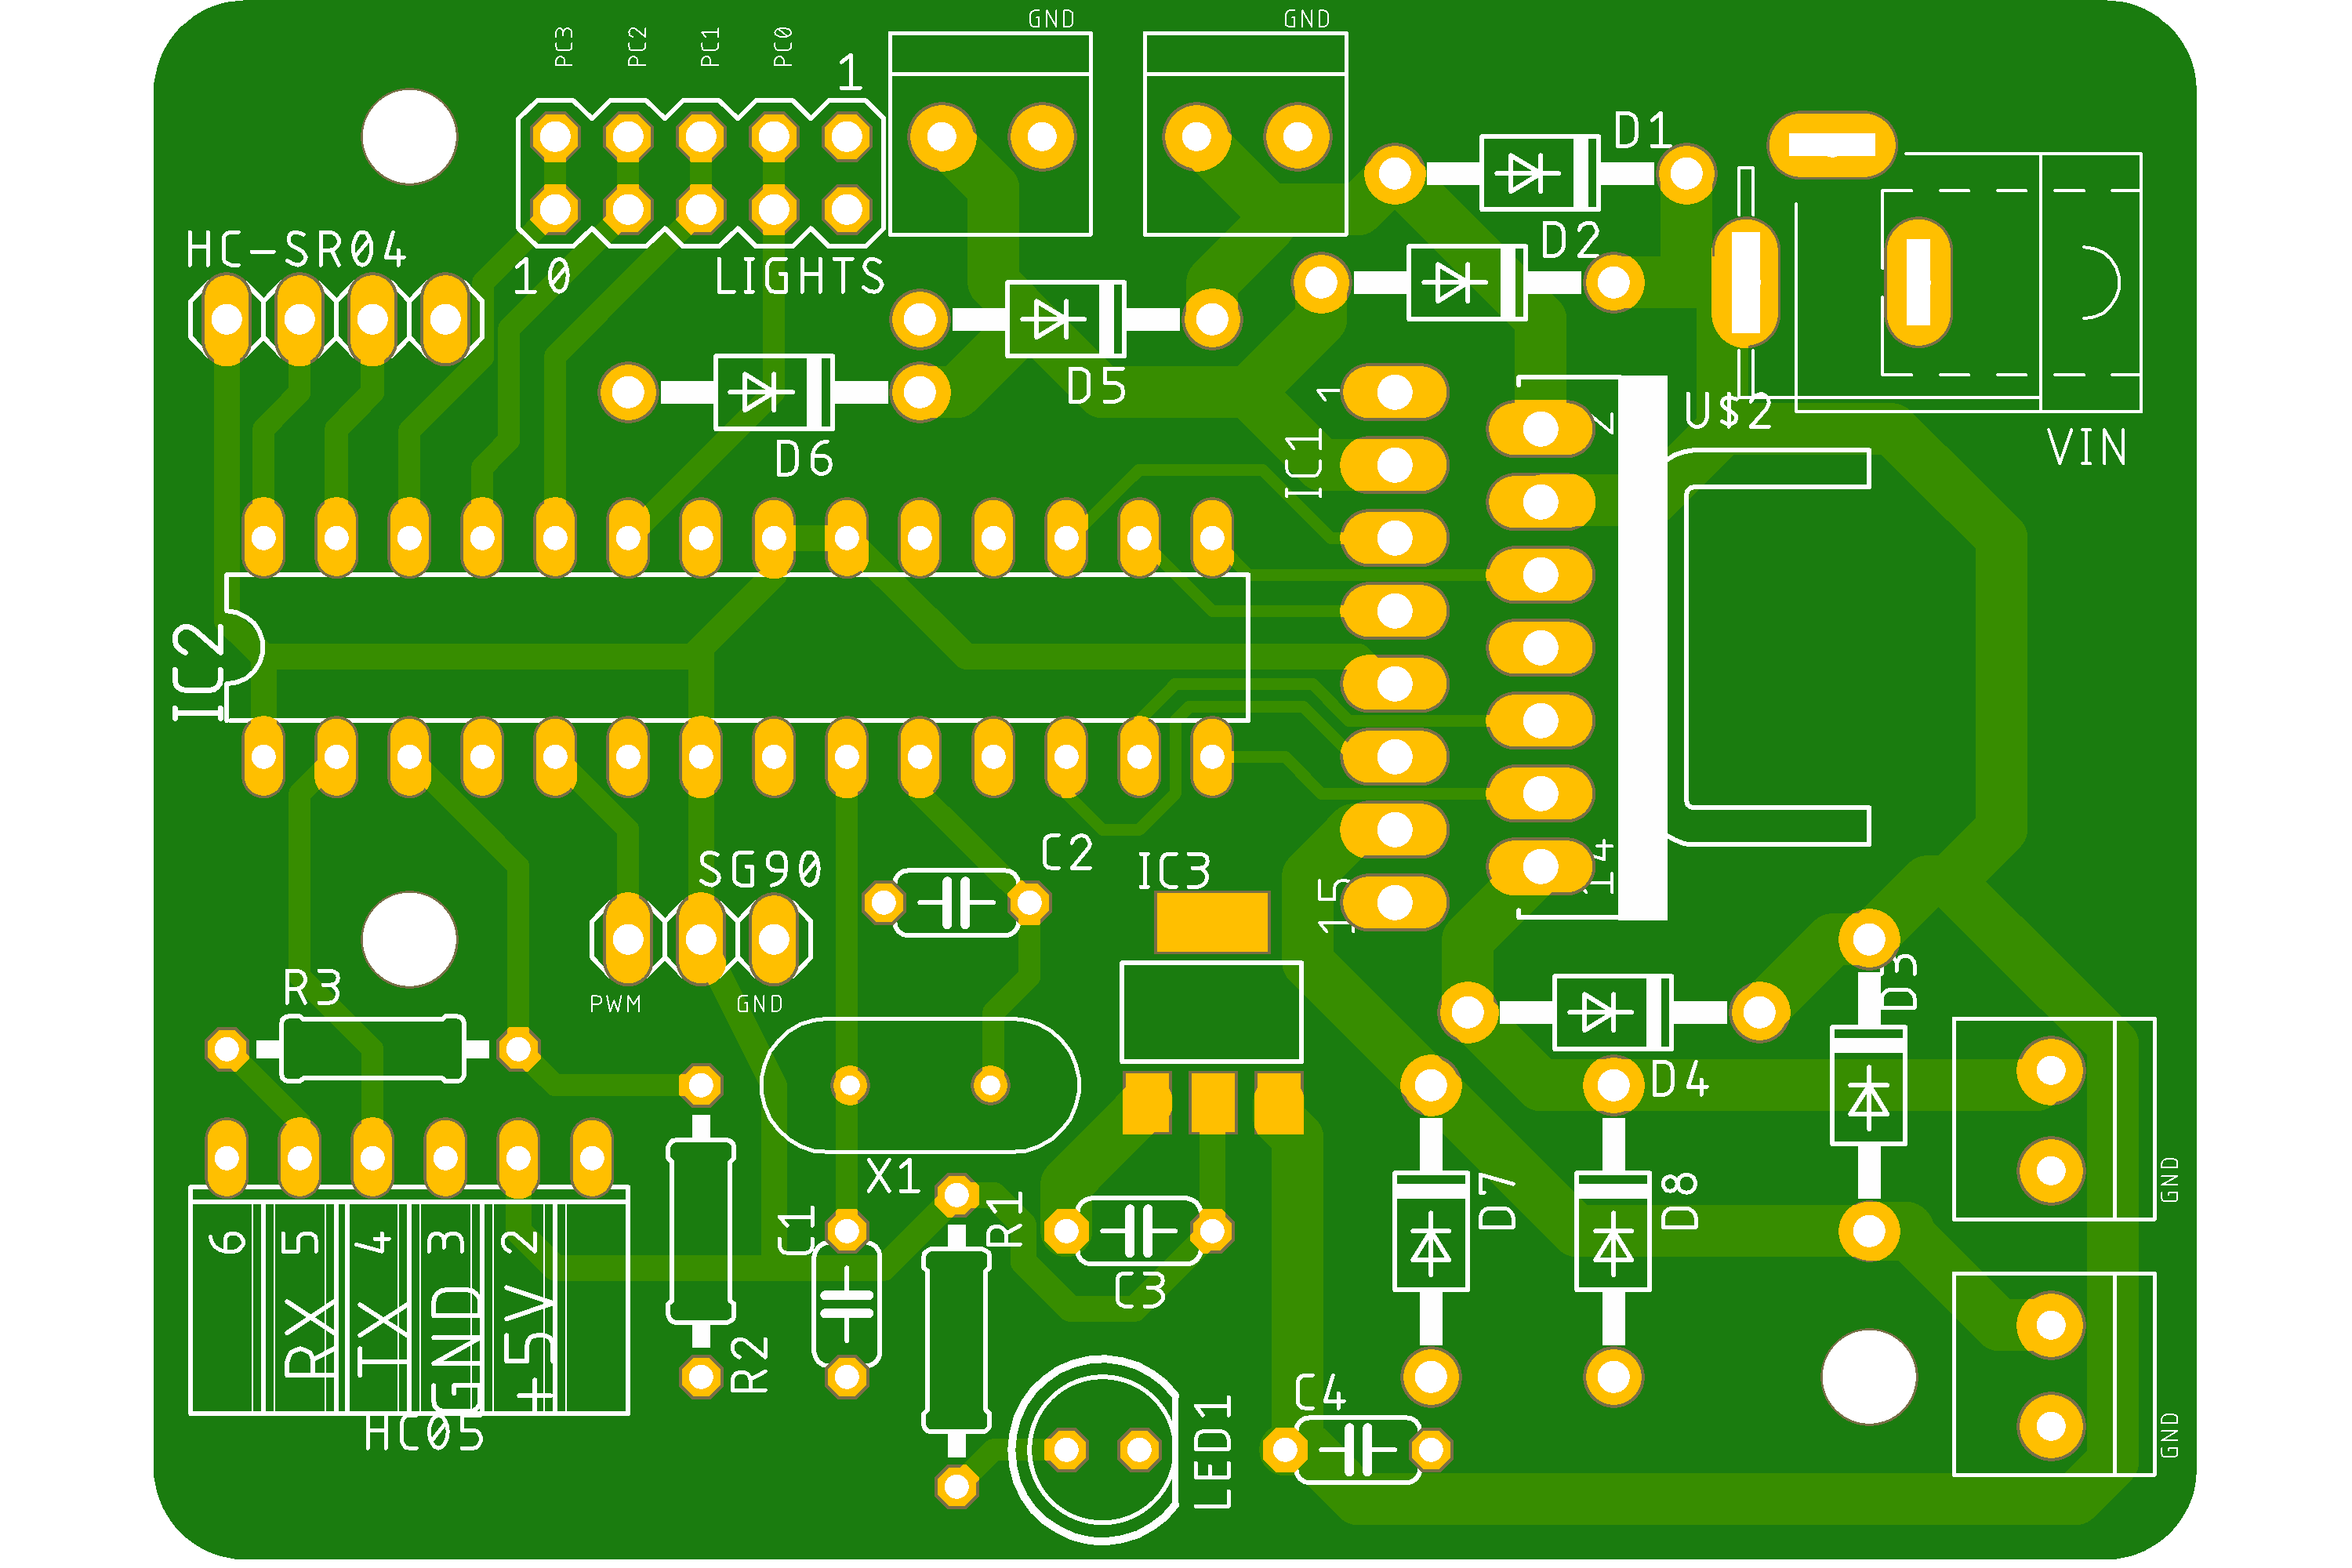 PC3
PC2
PC1
PC0
1
GND
GND
D1
D2
HC-SR04
10
LIGHTS
D5
D6
1
2
IC1
U$2
VIN
IC2
14
15
SG90
C2
IC3
PWM
GND
R3
D3
D4
X1
C1
R1
C3
D7
D8
GND
6
5
4
3
2
RX
TX
GND
+5V
HC05
R2
LED1
C4
GND